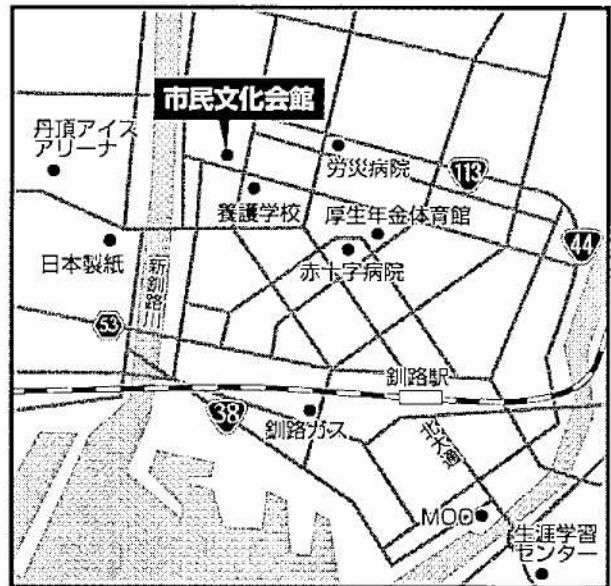 市民文化会館
丹頂アイス
アリーナ
労災病院
113
養護学校
厚生年金体育館
44
日本製紙
赤十字病院
新釧路川
53
釧路駅
38
釧路ガス
北大通
MOO
生涯学習
センター